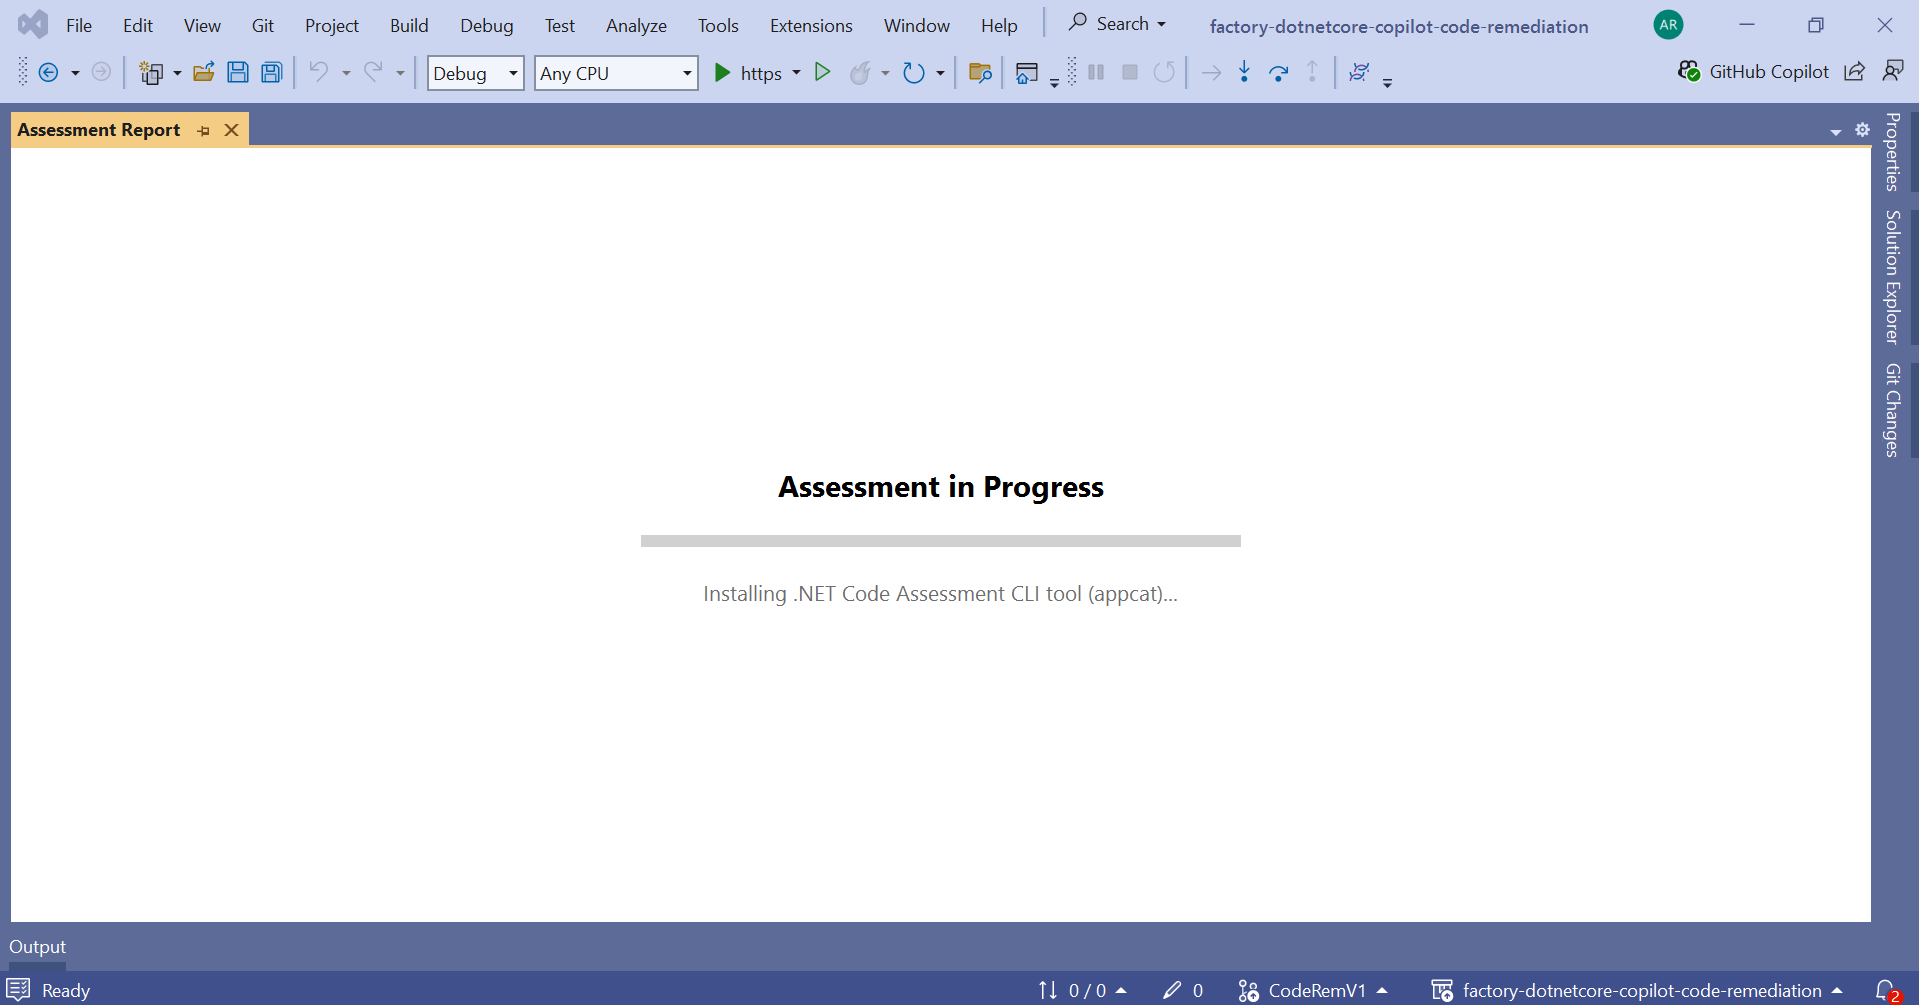 File Edit View Git Project Build Debug Test Analyze Tools Extensions Window Help Search factory-dotnetcore-copilot-code-remediation AR
Debug Any CPU https GitHub Copilot
Assessment Report
Properties
Solution Explorer
Git Changes
Assessment in Progress
Installing .NET Code Assessment CLI tool (appcat)...
Output
Ready 0 / 0 0 CodeRemV1 factory-dotnetcore-copilot-code-remediation 2